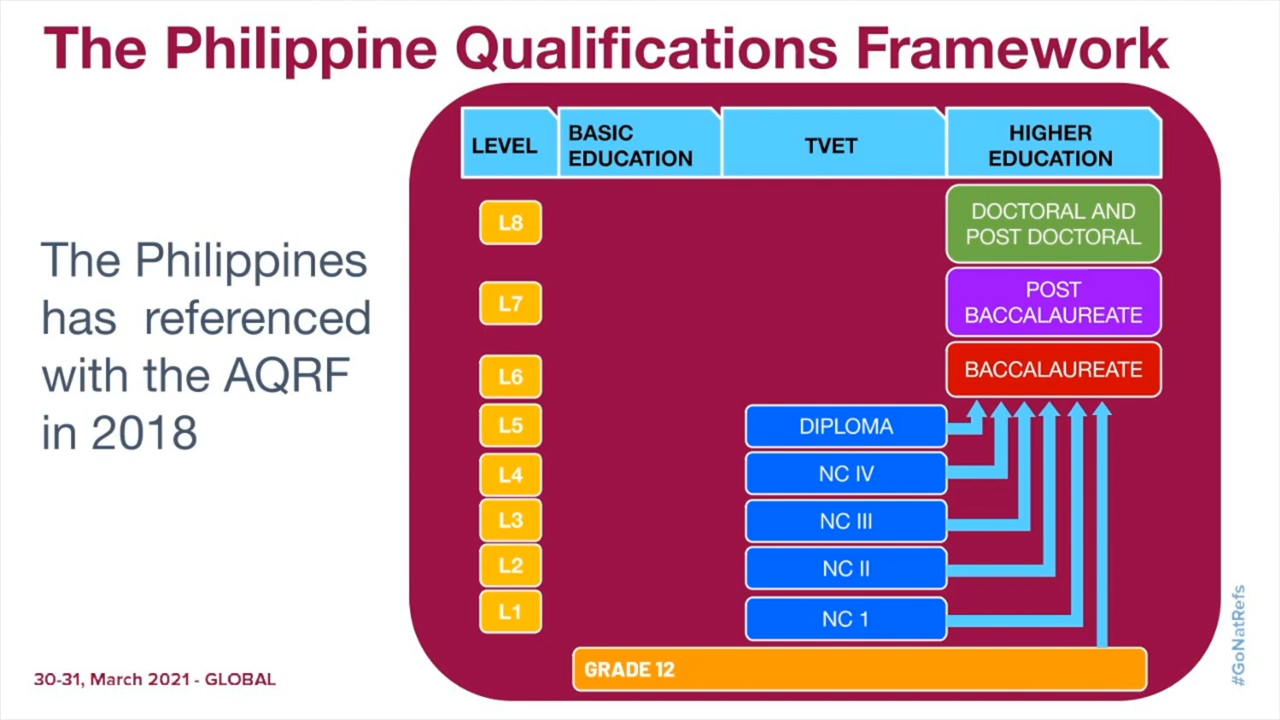 The Philippine Qualifications Framework
The Philippines
has referenced
with the AQRF
in 2018
LEVEL
BASIC
EDUCATION
TVET
HIGHER
EDUCATION
L8
DOCTORAL AND
POST DOCTORAL
L7
POST
BACCALAUREATE
L6
BACCALAUREATE
L5
DIPLOMA
L4
NC IV
L3
NC III
L2
NC II
L1
NC 1
GRADE 12
30-31, March 2021 - GLOBAL
#GoNatRefs